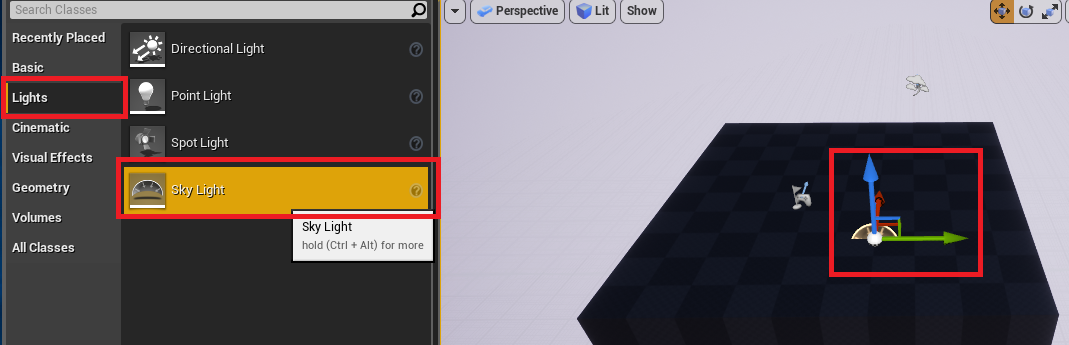 Search Classes
Recently Placed
Basic
Lights
Cinematic
Visual Effects
Geometry
Volumes
All Classes
Directional Light
Point Light
Spot Light
Sky Light
Sky Light
hold (Ctrl + Alt) for more
Perspective
Lit
Show